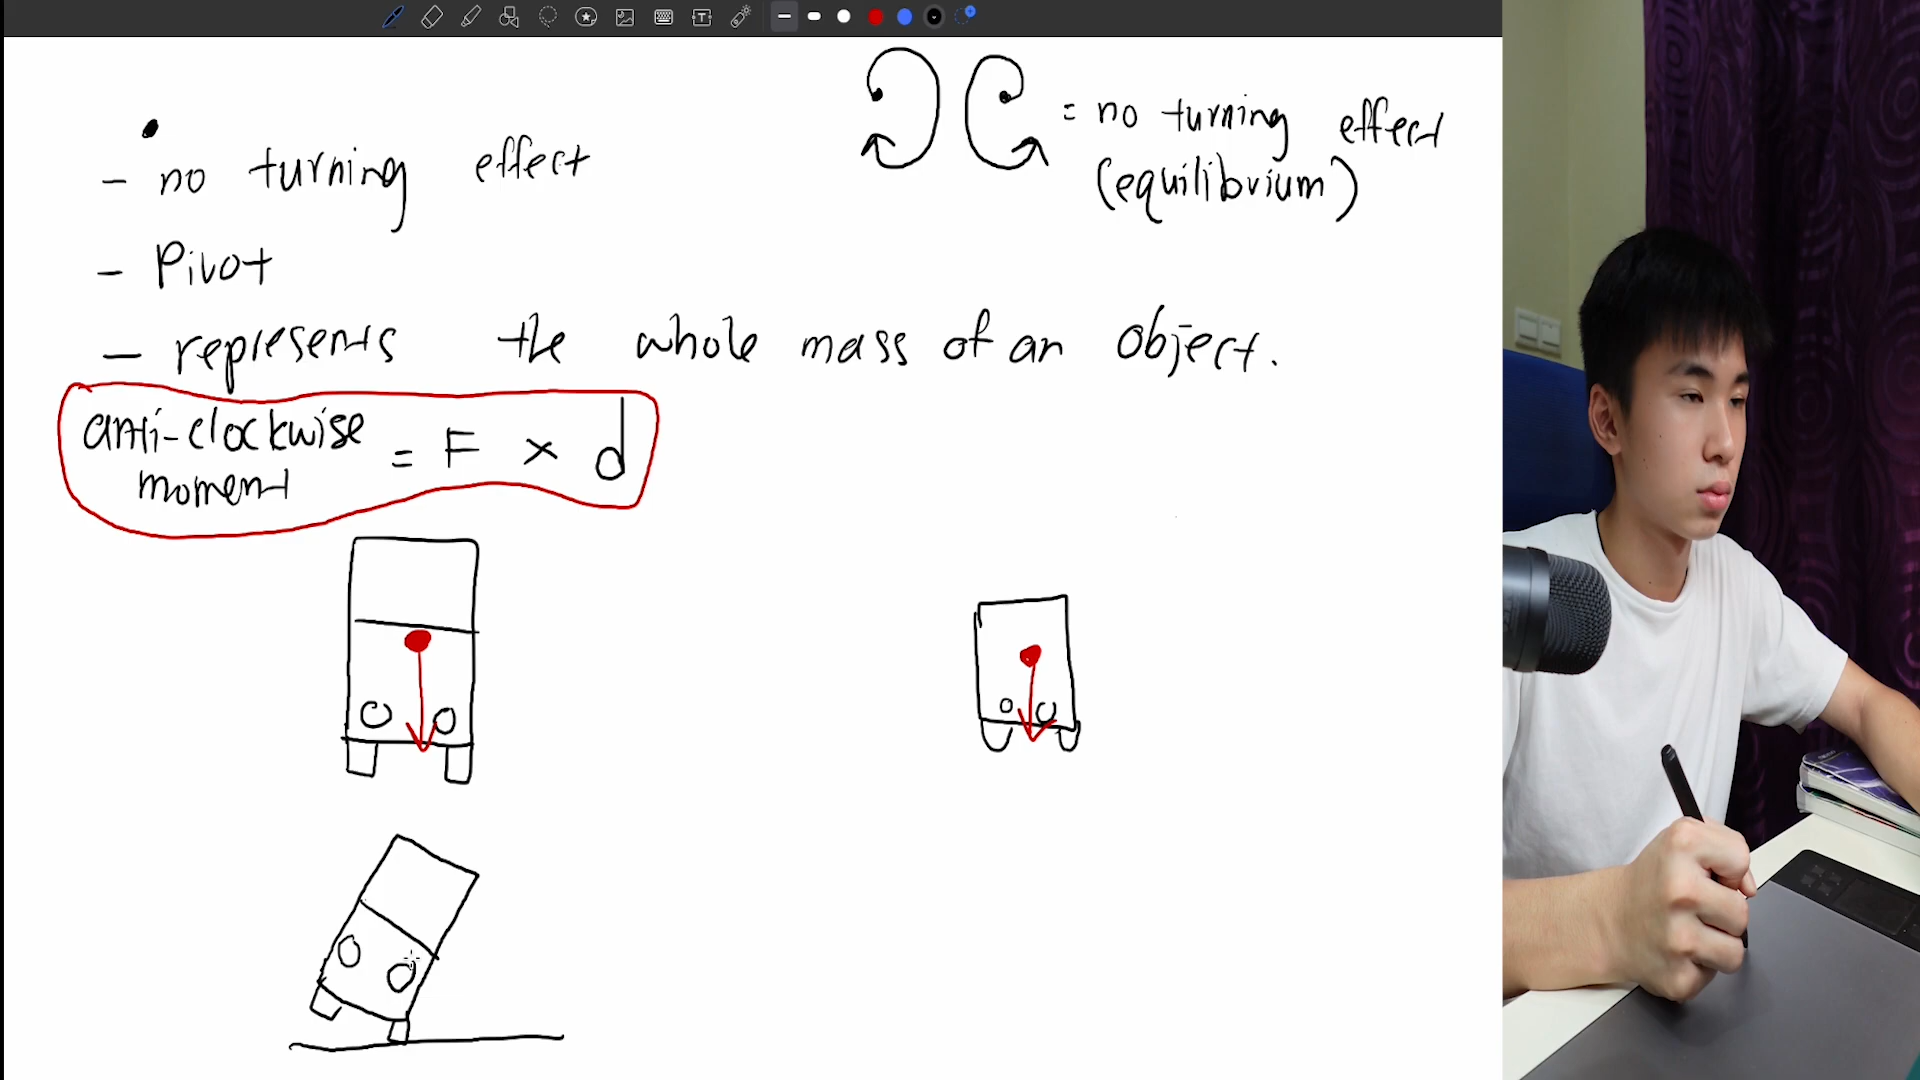 = no turning effect
(equilibrium)
- no turning effect
- Pivot
- represents the whole mass of an object.
anti-clockwise
moment = F × d